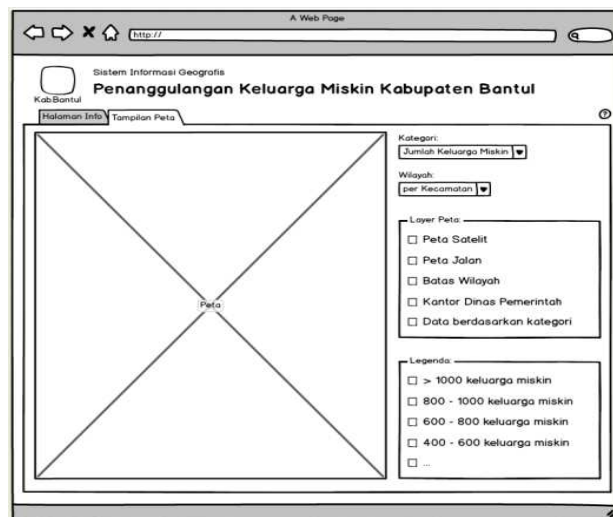 A Web Page
http://
Sistem Informasi Geografis
Penanggulangan Keluarga Miskin Kabupaten Bantul
Kab.Bantul
Halaman Info
Tampilan Peta
?
Kategori:
Jumlah Keluarga Miskin
Wilayah:
per Kecamatan
Layer Peta:
Peta Satelit
Peta Jalan
Batas Wilayah
Kantor Dinas Pemerintah
Data berdasarkan kategori
Peta
Legenda:
> 1000 keluarga miskin
800 - 1000 keluarga miskin
600 - 800 keluarga miskin
400 - 600 keluarga miskin
...